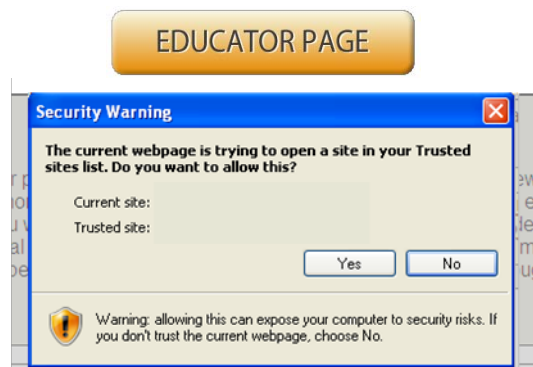 EDUCATOR PAGE
Security Warning
The current webpage is trying to open a site in your Trusted
sites list. Do you want to allow this?
Current site:
Trusted site:
Yes No
Warning: allowing this can expose your computer to security risks. If
you don't trust the current webpage, choose No.